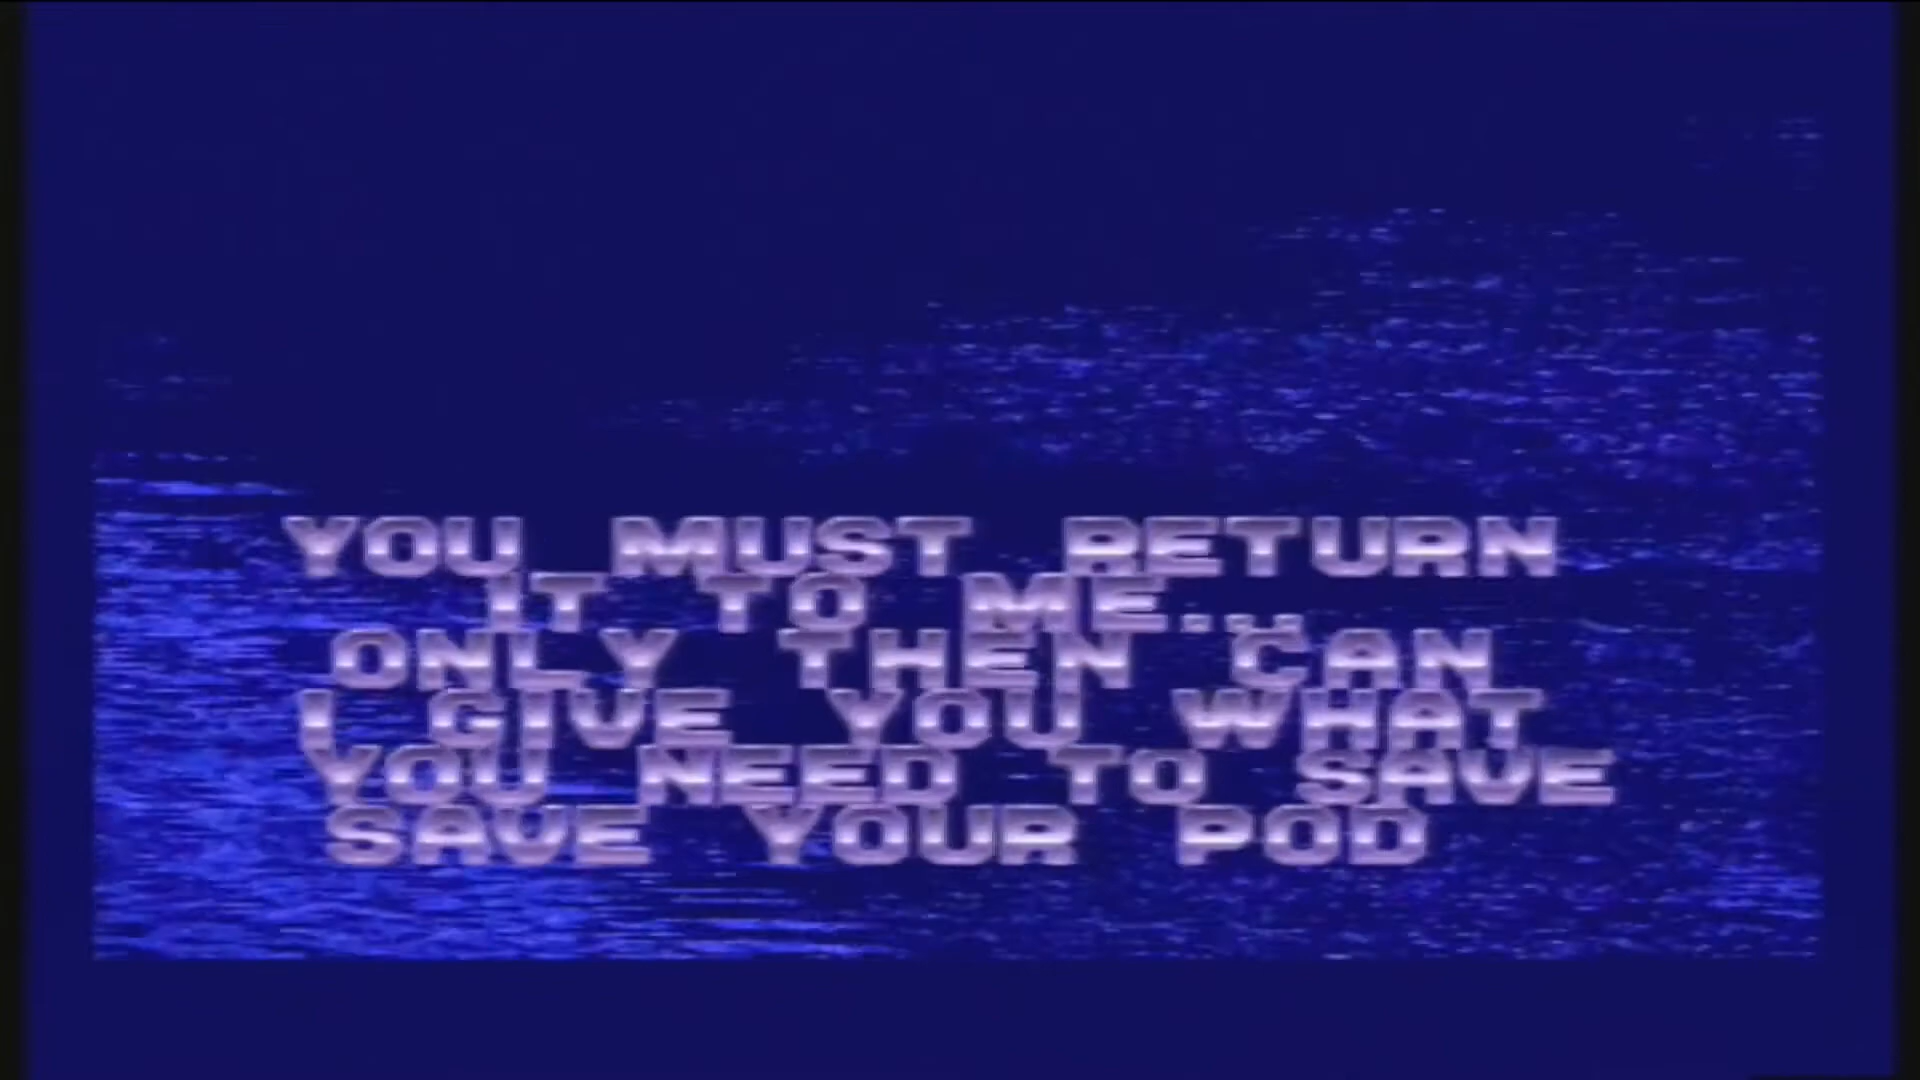 YOU MUST RETURN
IT TO ME...
ONLY THEN CAN
I GIVE YOU WHAT
YOU NEED TO SAVE
SAVE YOUR POD